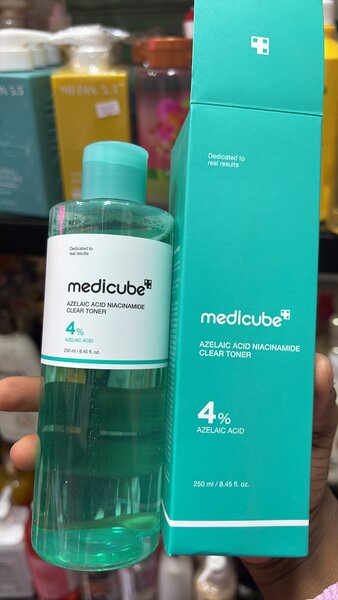 Dedicated to
real results
medicube
AZELAIC ACID NIACINAMIDE
CLEAR TONER
4%
AZELAIC ACID
250 ml / 8.45 fl. oz.
Dedicated to
real results
medicube
AZELAIC ACID NIACINAMIDE
CLEAR TONER
4%
AZELAIC ACID
250 ml / 8.45 fl. oz.